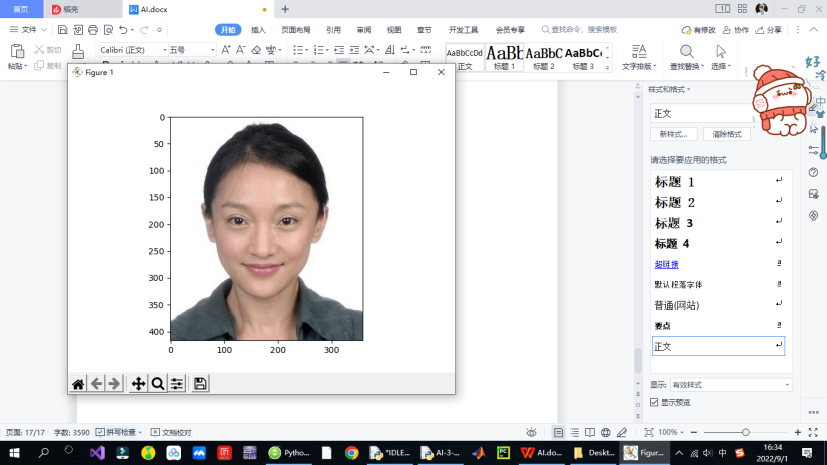 首页
稻壳
AI.docx
文件
开始
插入
页面布局
引用
审阅
视图
章节
开发工具
会员专享
查找命令、搜索模板
有修改
协作
分享
粘贴
剪切
复制
格式刷
Calibri (正文)
五号
AaBbCcDd
正文
AaBb
标题 1
AaBbC
标题 2
AaBbC
标题 3
文字排版
查找替换
选择
好
冷
中
Figure 1
0
50
100
150
200
250
300
350
400
0
100
200
300
样式和格式
正文
新样式...
清除格式
请选择要应用的格式
标题 1
标题 2
标题 3
标题 4
超链接
默认段落字体
普通(网站)
要点
正文
显示:
有效样式
显示预览
页面: 17/17
字数: 3590
拼写检查
文档校对
100%
Pytho...
*IDLE...
AI-3-...
AI.do...
Deskt...
Figur...
中
16:34
2022/9/1